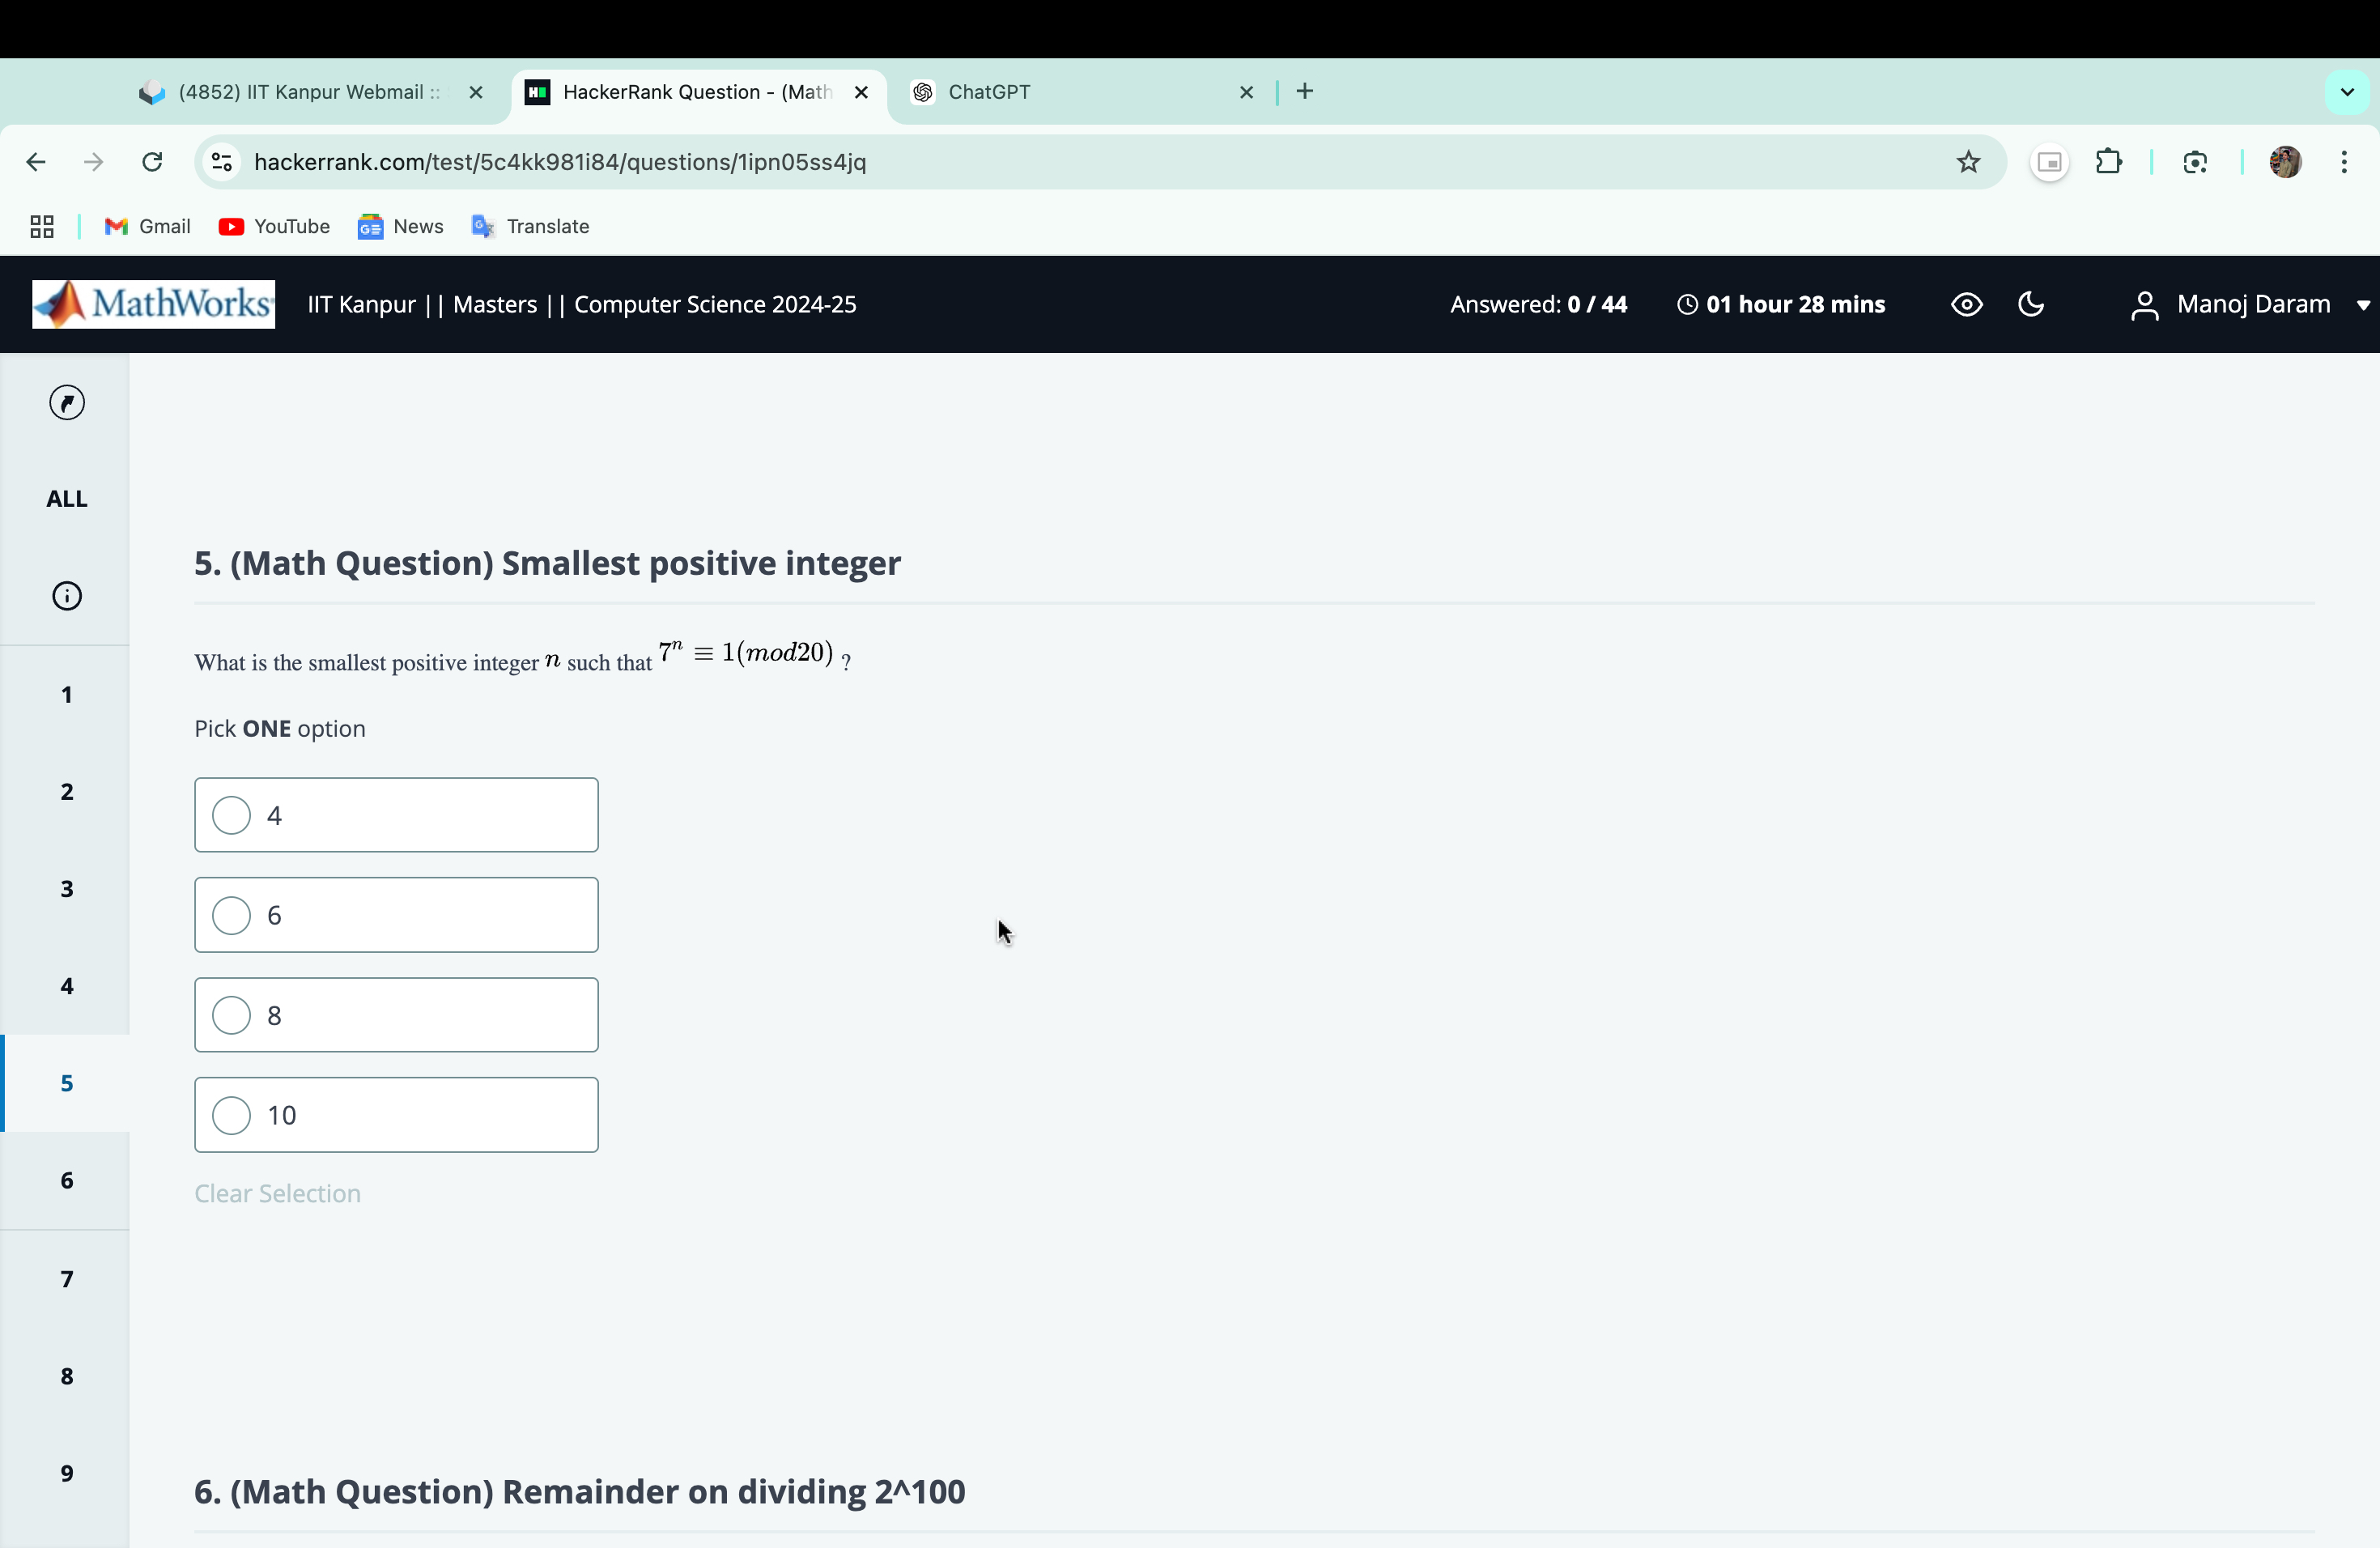 (4852) IIT Kanpur Webmail ::
HackerRank Question - (Math
ChatGPT
hackerrank.com/test/5c4kk981i84/questions/1ipn05ss4jq
Gmail
YouTube
News
Translate
MathWorks
IIT Kanpur || Masters || Computer Science 2024-25
Answered: 0 / 44
01 hour 28 mins
Manoj Daram
ALL
1
2
3
4
5
6
7
8
9
5. (Math Question) Smallest positive integer
What is the smallest positive integer n such that 7ⁿ ≡ 1(mod20) ?
Pick ONE option
4
6
8
10
Clear Selection
6. (Math Question) Remainder on dividing 2^100